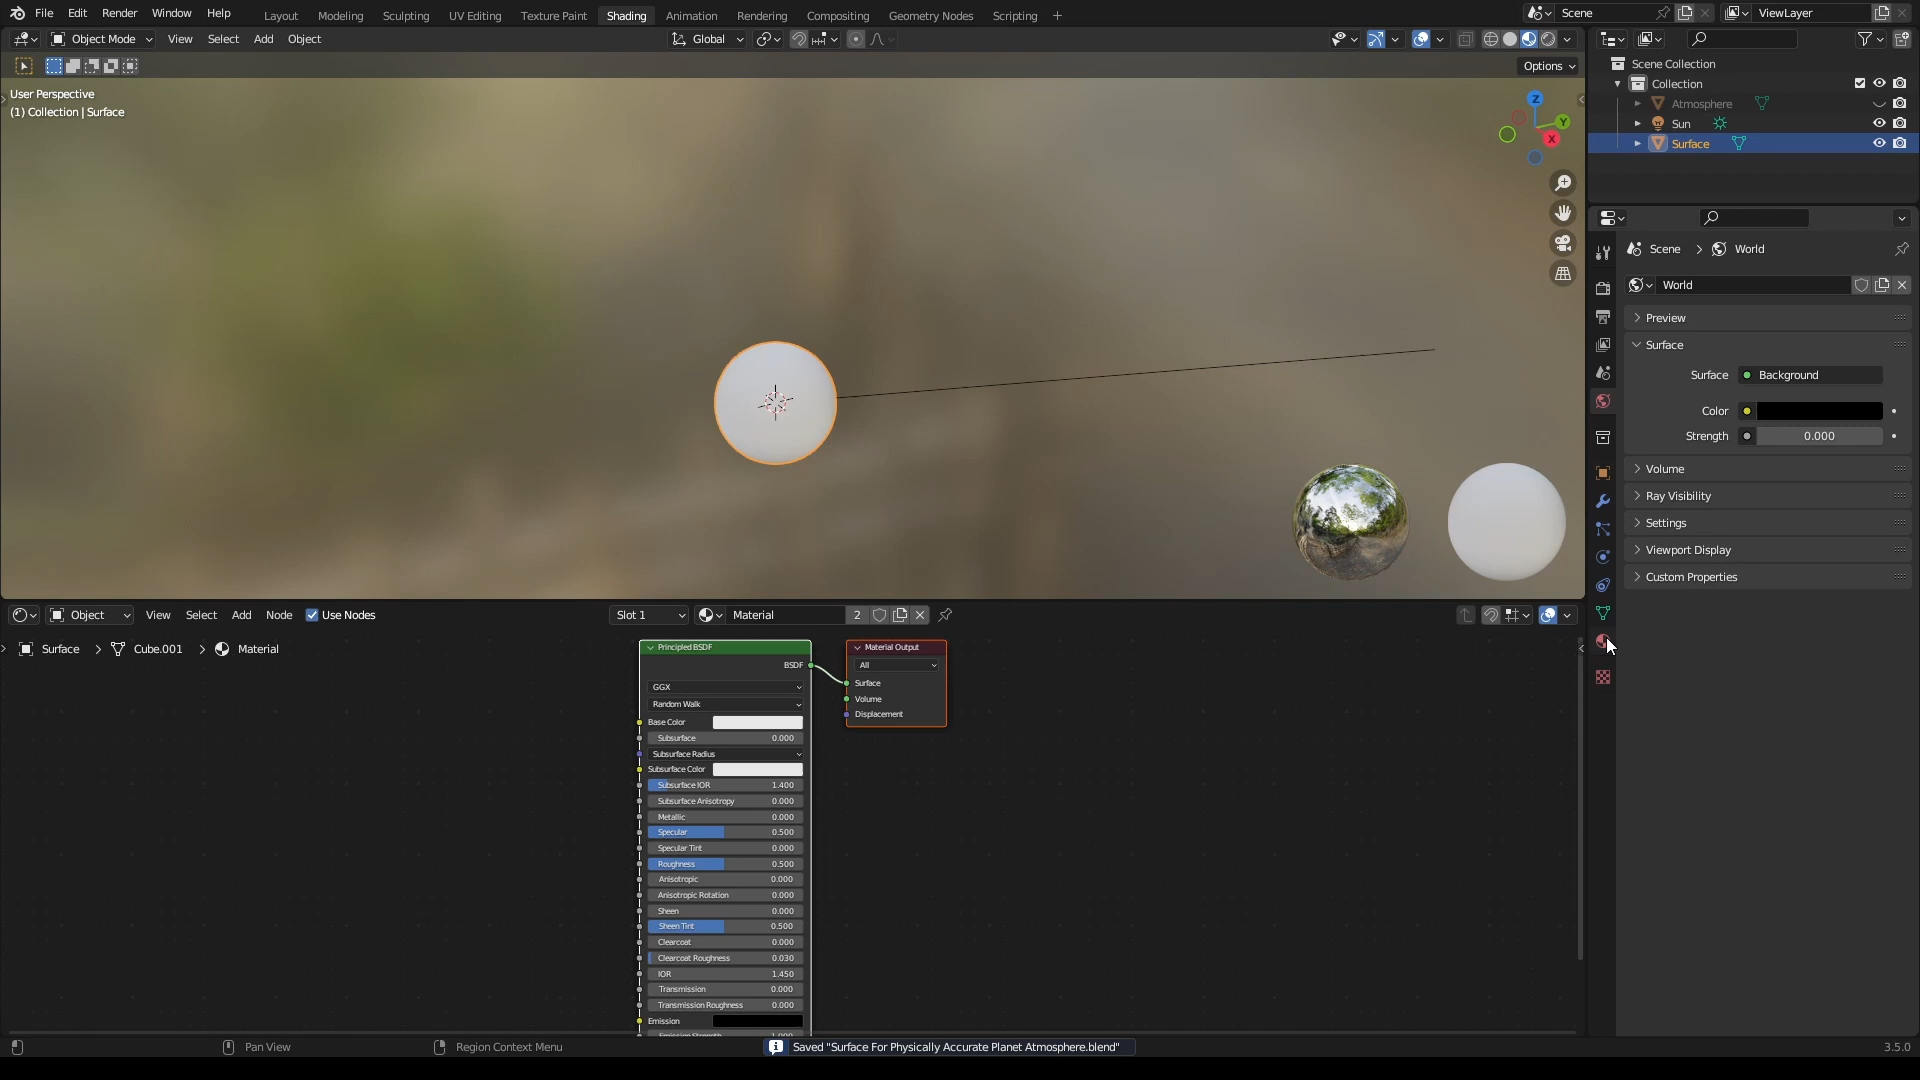 File Edit Render Window Help Layout Modeling Sculpting UV Editing Texture Paint Shading Animation Rendering Compositing Geometry Nodes Scripting + Scene ViewLayer
Object Mode View Select Add Object Global
Options
User Perspective
(1) Collection | Surface
Z
Y
X
Scene Collection
Collection
Atmosphere
Sun
Surface
Scene > World
World
Preview
Surface
Surface Background
Color
Strength 0.000
Volume
Ray Visibility
Settings
Viewport Display
Custom Properties
Object View Select Add Node Use Nodes Slot 1 Material 2
Surface > Cube.001 > Material
Principled BSDF
BSDF
GGX
Random Walk
Base Color
Subsurface 0.000
Subsurface Radius
Subsurface Color
Subsurface IOR 1.400
Subsurface Anisotropy 0.000
Metallic 0.000
Specular 0.500
Specular Tint 0.000
Roughness 0.500
Anisotropic 0.000
Anisotropic Rotation 0.000
Sheen 0.000
Sheen Tint 0.500
Clearcoat 0.000
Clearcoat Roughness 0.030
IOR 1.450
Transmission 0.000
Transmission Roughness 0.000
Emission
Material Output
All
Surface
Volume
Displacement
Pan View Region Context Menu Saved "Surface For Physically Accurate Planet Atmosphere.blend" 3.5.0